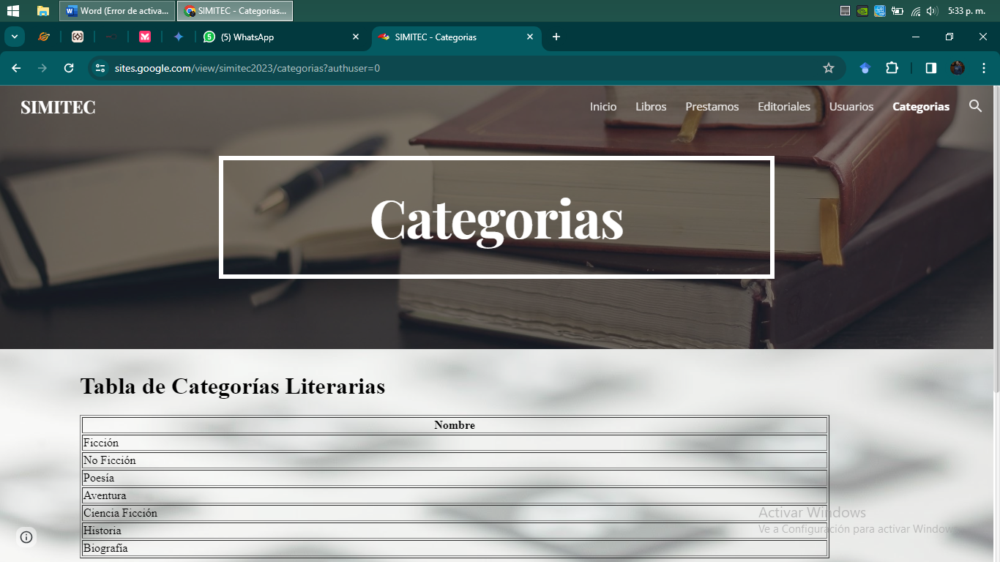 Word (Error de activa...
SIMITEC - Categorias...
5:33 p. m.
(5) WhatsApp
SIMITEC - Categorias
sites.google.com/view/simitec2023/categorias?authuser=0
SIMITEC
Inicio Libros Prestamos Editoriales Usuarios Categorias
Categorias
Tabla de Categorías Literarias
Nombre
Ficción
No Ficción
Poesía
Aventura
Ciencia Ficción
Historia
Biografía
Activar Windows
Ve a Configuración para activar Windows.